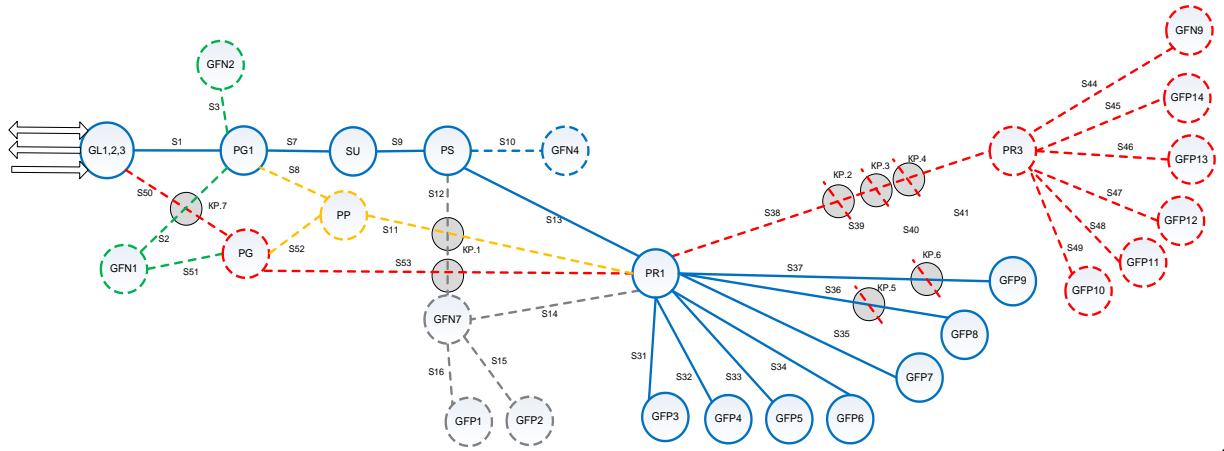 GFN9
GFN2
S44
GFP14
S45
S3
GL1,2,3
S1
PG1
S7
SU
S9
PS
S10
GFN4
PR3
S46
GFP13
S8
S50
KP.2
KP.3
KP.4
S12
S47
KP.7
PP
S11
S13
S38
S39
S41
S40
GFP12
S48
S2
S52
S49
GFN1
S51
PG
S53
KP.1
PR1
S37
KP.6
GFP9
GFP11
GFP10
S36
KP.5
GFN7
S14
S35
GFP8
S31
S15
S16
S32
S33
S34
GFP7
GFP1
GFP2
GFP3
GFP4
GFP5
GFP6